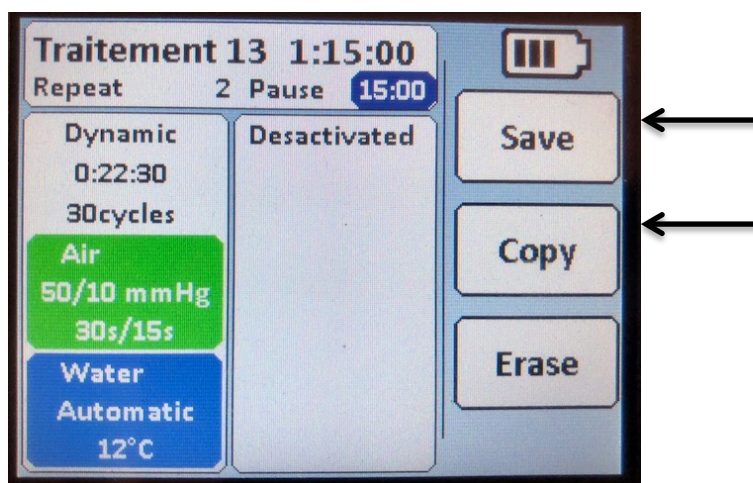 Traitement 13 1:15:00
Repeat 2 Pause 15:00
Dynamic
0:22:30
30cycles
Air
50/10 mmHg
30s/15s
Water
Automatic
12°C
Desactivated
Save
Copy
Erase